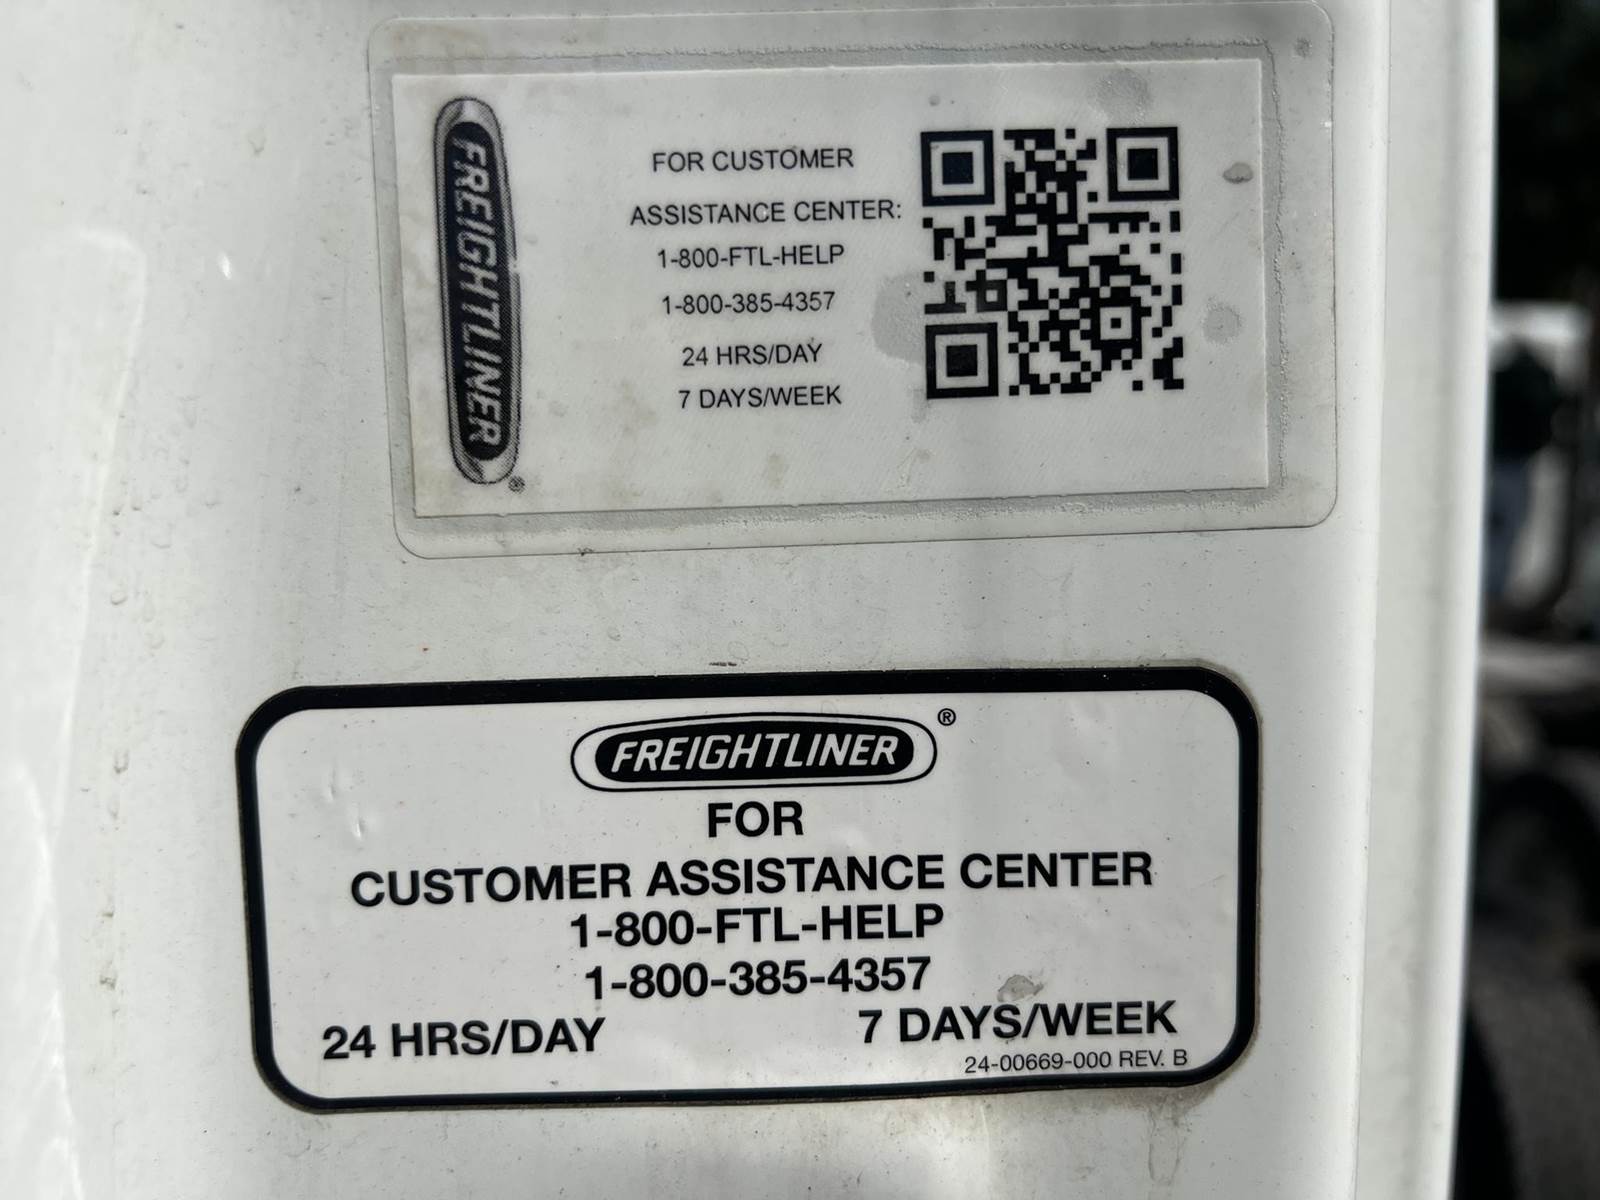 FREIGHTLINER®
FOR CUSTOMER
ASSISTANCE CENTER:
1-800-FTL-HELP
1-800-385-4357
24 HRS/DAY
7 DAYS/WEEK
FREIGHTLINER®
FOR
CUSTOMER ASSISTANCE CENTER
1-800-FTL-HELP
1-800-385-4357
24 HRS/DAY 7 DAYS/WEEK
24-00669-000 REV. B